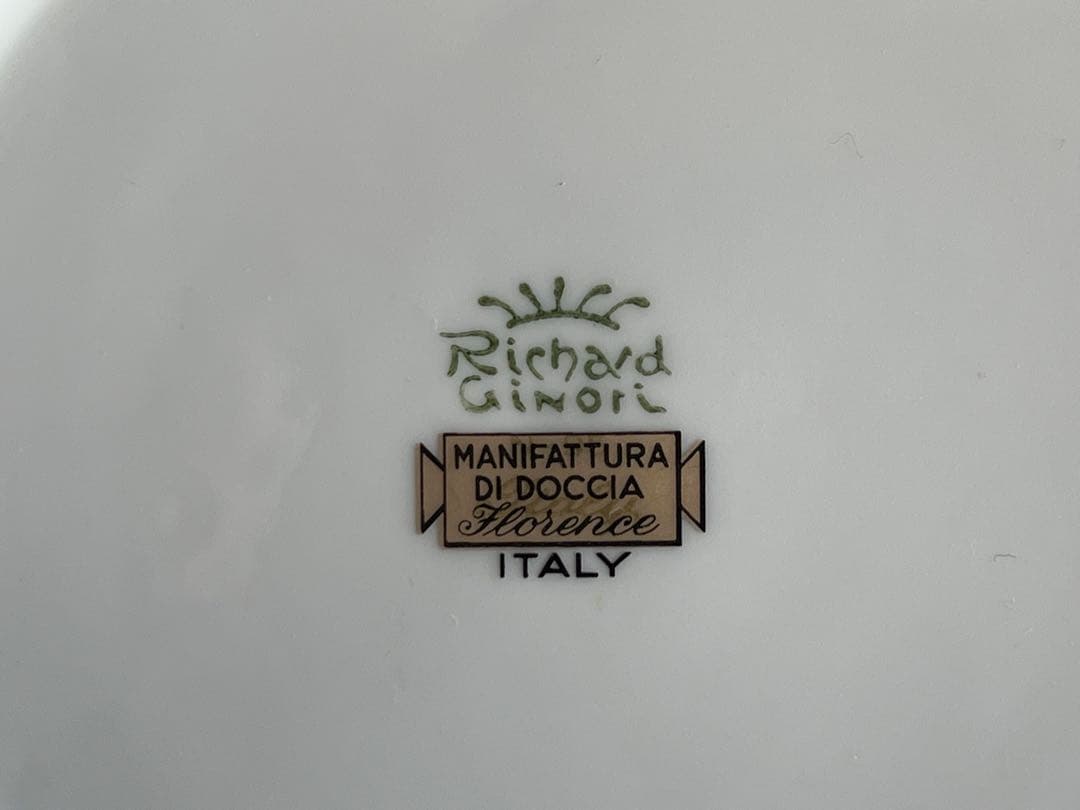 Richard
Ginori
MANIFATTURA
DI DOCCIA
Florence
ITALY